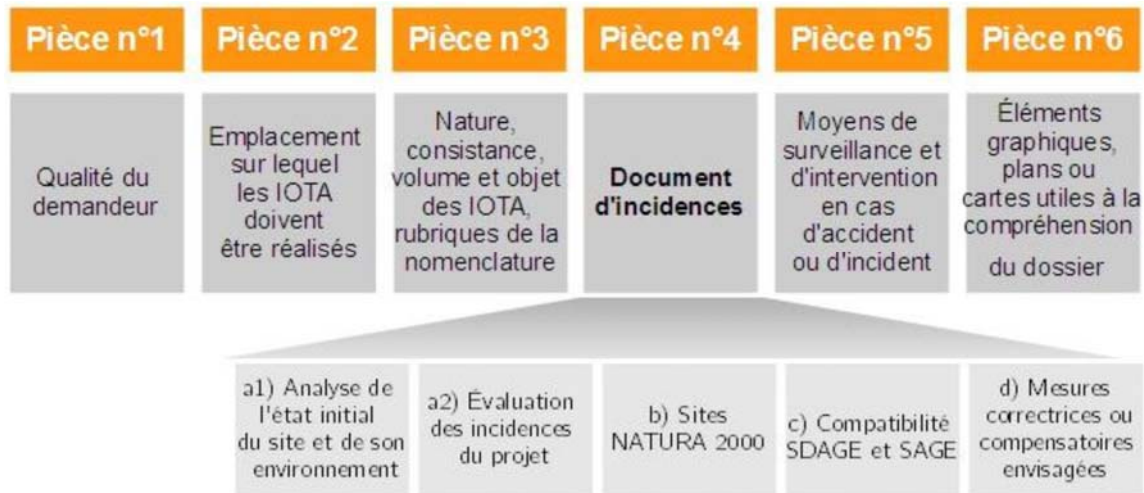 Pièce n°1
Pièce n°2
Pièce n°3
Pièce n°4
Pièce n°5
Pièce n°6
Qualité du
demandeur
Emplacement
sur lequel
les IOTA
doivent
être réalisés
Nature,
consistance,
volume et objet
des IOTA,
rubriques de la
nomenclature
Document
d'incidences
Moyens de
surveillance et
d'intervention
en cas
d'accident
ou d'incident
Éléments
graphiques,
plans ou
cartes utiles à la
compréhension
du dossier
a1) Analyse de
l'état initial
du site et de son
environnement
a2) Évaluation
des incidences
du projet
b) Sites
NATURA 2000
c) Compatibilité
SDAGE et SAGE
d) Mesures
correctrices ou
compensatoires
envisagées